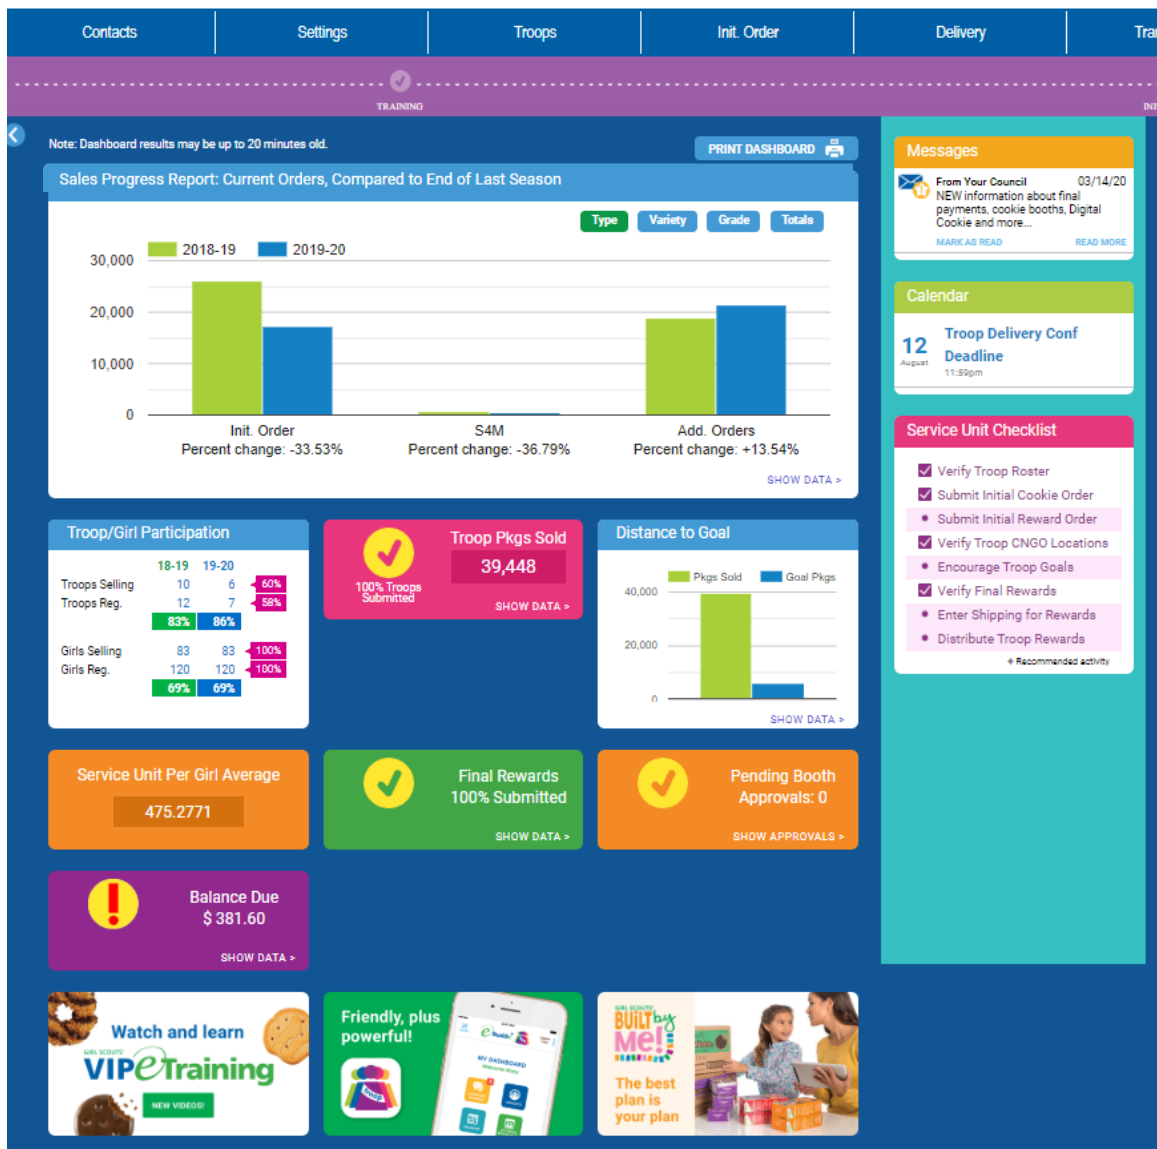 Contacts
Settings
Troops
Init. Order
Delivery
Tra
TRAINING
INI
Note: Dashboard results may be up to 20 minutes old.
PRINT DASHBOARD
Sales Progress Report: Current Orders, Compared to End of Last Season
Type
Variety
Grade
Totals
2018-19
2019-20
30,000
20,000
10,000
0
Init. Order
Percent change: -33.53%
S4M
Percent change: -36.79%
Add. Orders
Percent change: +13.54%
SHOW DATA >
Troop/Girl Participation
18-19 19-20
Troops Selling 10 6 60%
Troops Reg. 12 7 58%
83% 86%
Girls Selling 83 83 100%
Girls Reg. 120 120 100%
69% 69%
100% Troops
Submitted
Troop Pkgs Sold
39,448
SHOW DATA >
Distance to Goal
Pkgs Sold
Goal Pkgs
40,000
20,000
0
SHOW DATA >
Service Unit Per Girl Average
475.2771
Final Rewards
100% Submitted
SHOW DATA >
Pending Booth
Approvals: 0
SHOW APPROVALS >
Balance Due
$ 381.60
SHOW DATA >
Messages
From Your Council 03/14/20
NEW information about final
payments, cookie booths, Digital
Cookie and more...
MARK AS READ
READ MORE
Calendar
12
August
Troop Delivery Conf
Deadline
11:59pm
Service Unit Checklist
Verify Troop Roster
Submit Initial Cookie Order
Submit Initial Reward Order
Verify Troop CNGO Locations
Encourage Troop Goals
Verify Final Rewards
Enter Shipping for Rewards
Distribute Troop Rewards
+ Recommended activity
Watch and learn
GIRL SCOUTS'
VIP eTraining
NEW VIDEOS!
Friendly, plus
powerful!
troop
MY DASHBOARD
GIRL SCOUTS'
BUILT by
Me!
The best
plan is
your plan